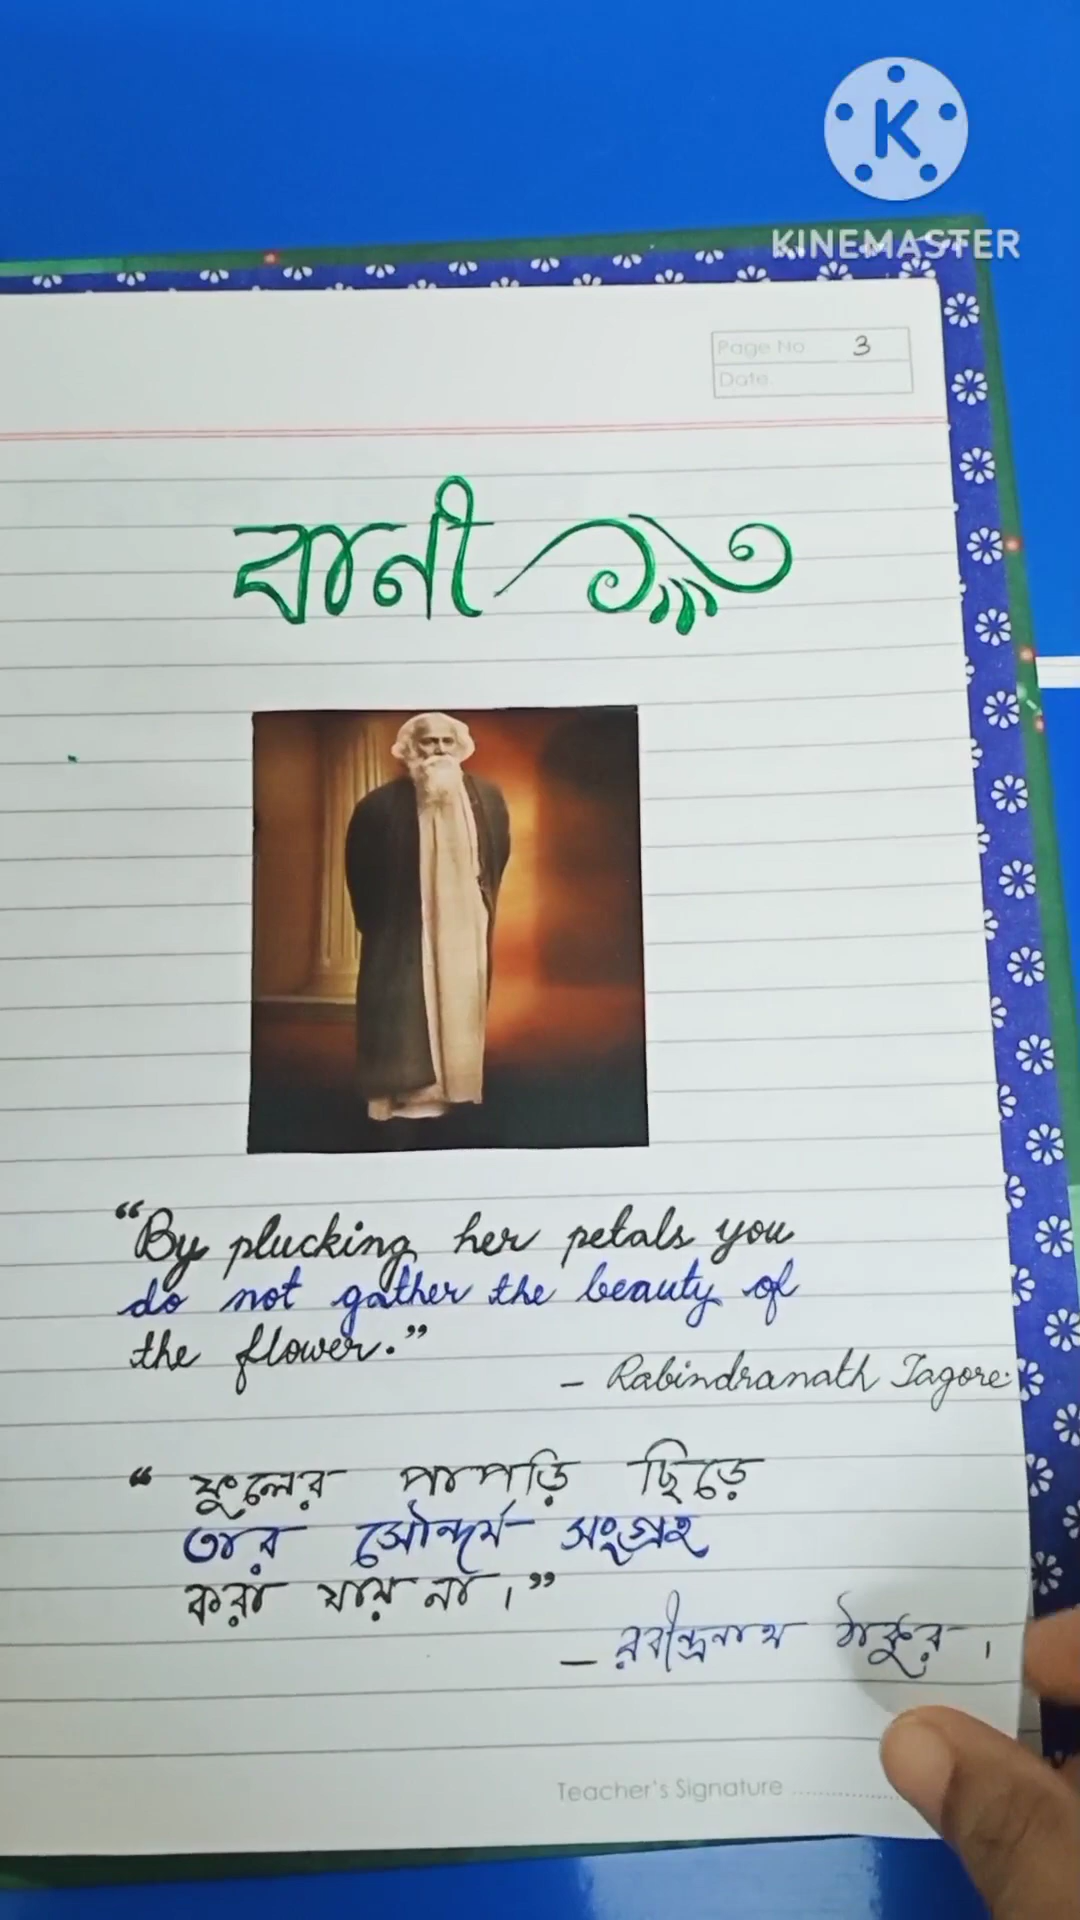 KINEMASTER
Page No 3
Date.
বাণী
“By plucking her petals you
do not gather the beauty of
the flower.”
– Rabindranath Tagore.
“ ফুলের পাপড়ি ছিড়ে
তার সৌন্দর্য সংগ্রহ
করা যায় না।”
– রবীন্দ্রনাথ ঠাকুর।
Teacher's Signature ....................